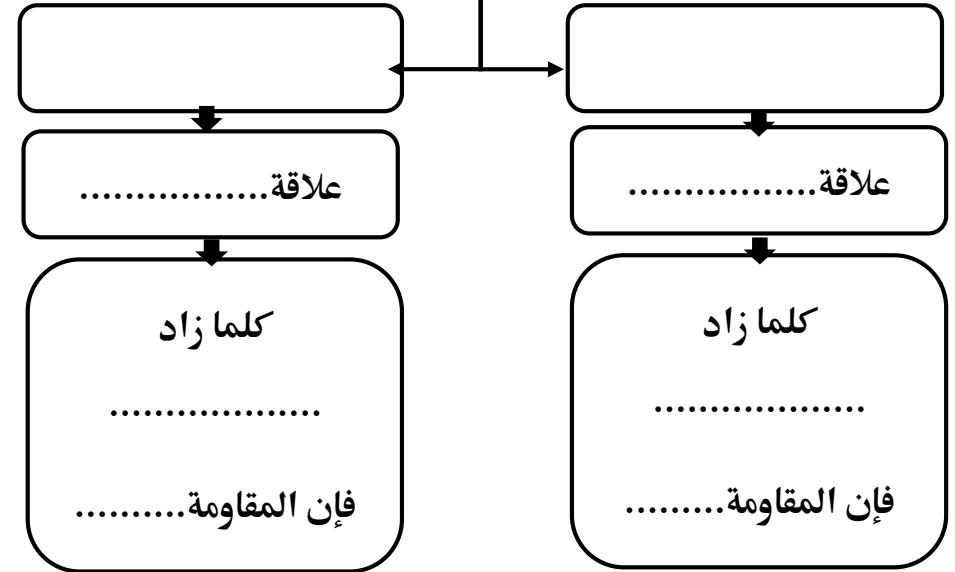 علاقة.................
علاقة.................
كلما زاد
...................
فإن المقاومة.........
كلما زاد
...................
فإن المقاومة..........